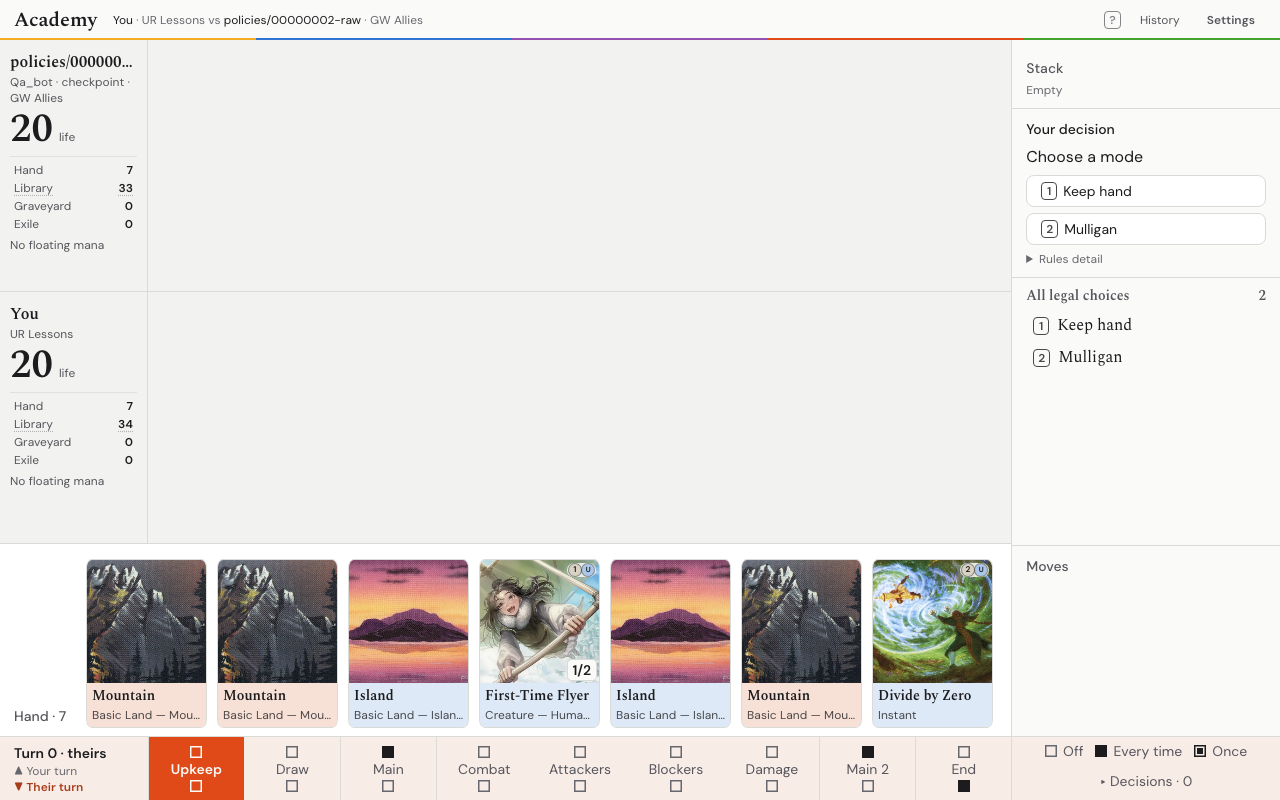 Academy You · UR Lessons vs policies/00000002-raw · GW Allies ? History Settings
policies/000000...
Qa_bot · checkpoint ·
GW Allies
20 life
Hand 7
Library 33
Graveyard 0
Exile 0
No floating mana
You
UR Lessons
20 life
Hand 7
Library 34
Graveyard 0
Exile 0
No floating mana
Stack
Empty
Your decision
Choose a mode
1 Keep hand
2 Mulligan
▶ Rules detail
All legal choices 2
1 Keep hand
2 Mulligan
Moves
Hand · 7
Mountain
Basic Land — Mou...
Mountain
Basic Land — Mou...
Island
Basic Land — Islan...
1 U
1/2
First-Time Flyer
Creature — Huma...
Island
Basic Land — Islan...
Mountain
Basic Land — Mou...
2 U
Divide by Zero
Instant
Turn 0 · theirs
▲ Your turn
▼ Their turn
Upkeep Draw Main Combat Attackers Blockers Damage Main 2 End
Off Every time Once
▸ Decisions · 0